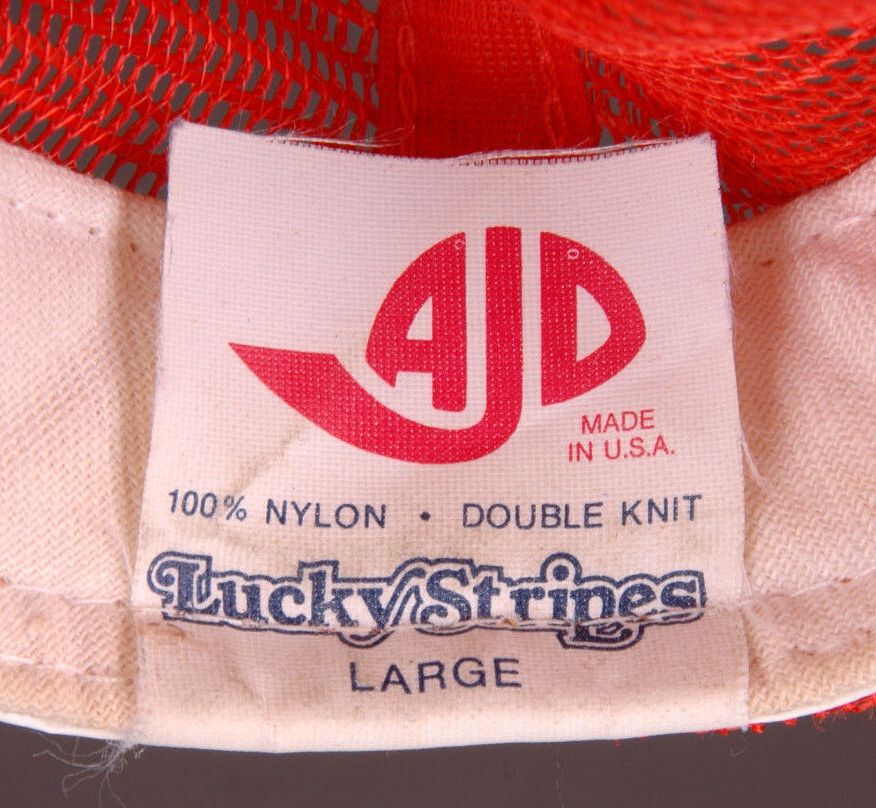 AJD
MADE
IN U.S.A.
100% NYLON • DOUBLE KNIT
Lucky Stripes
LARGE